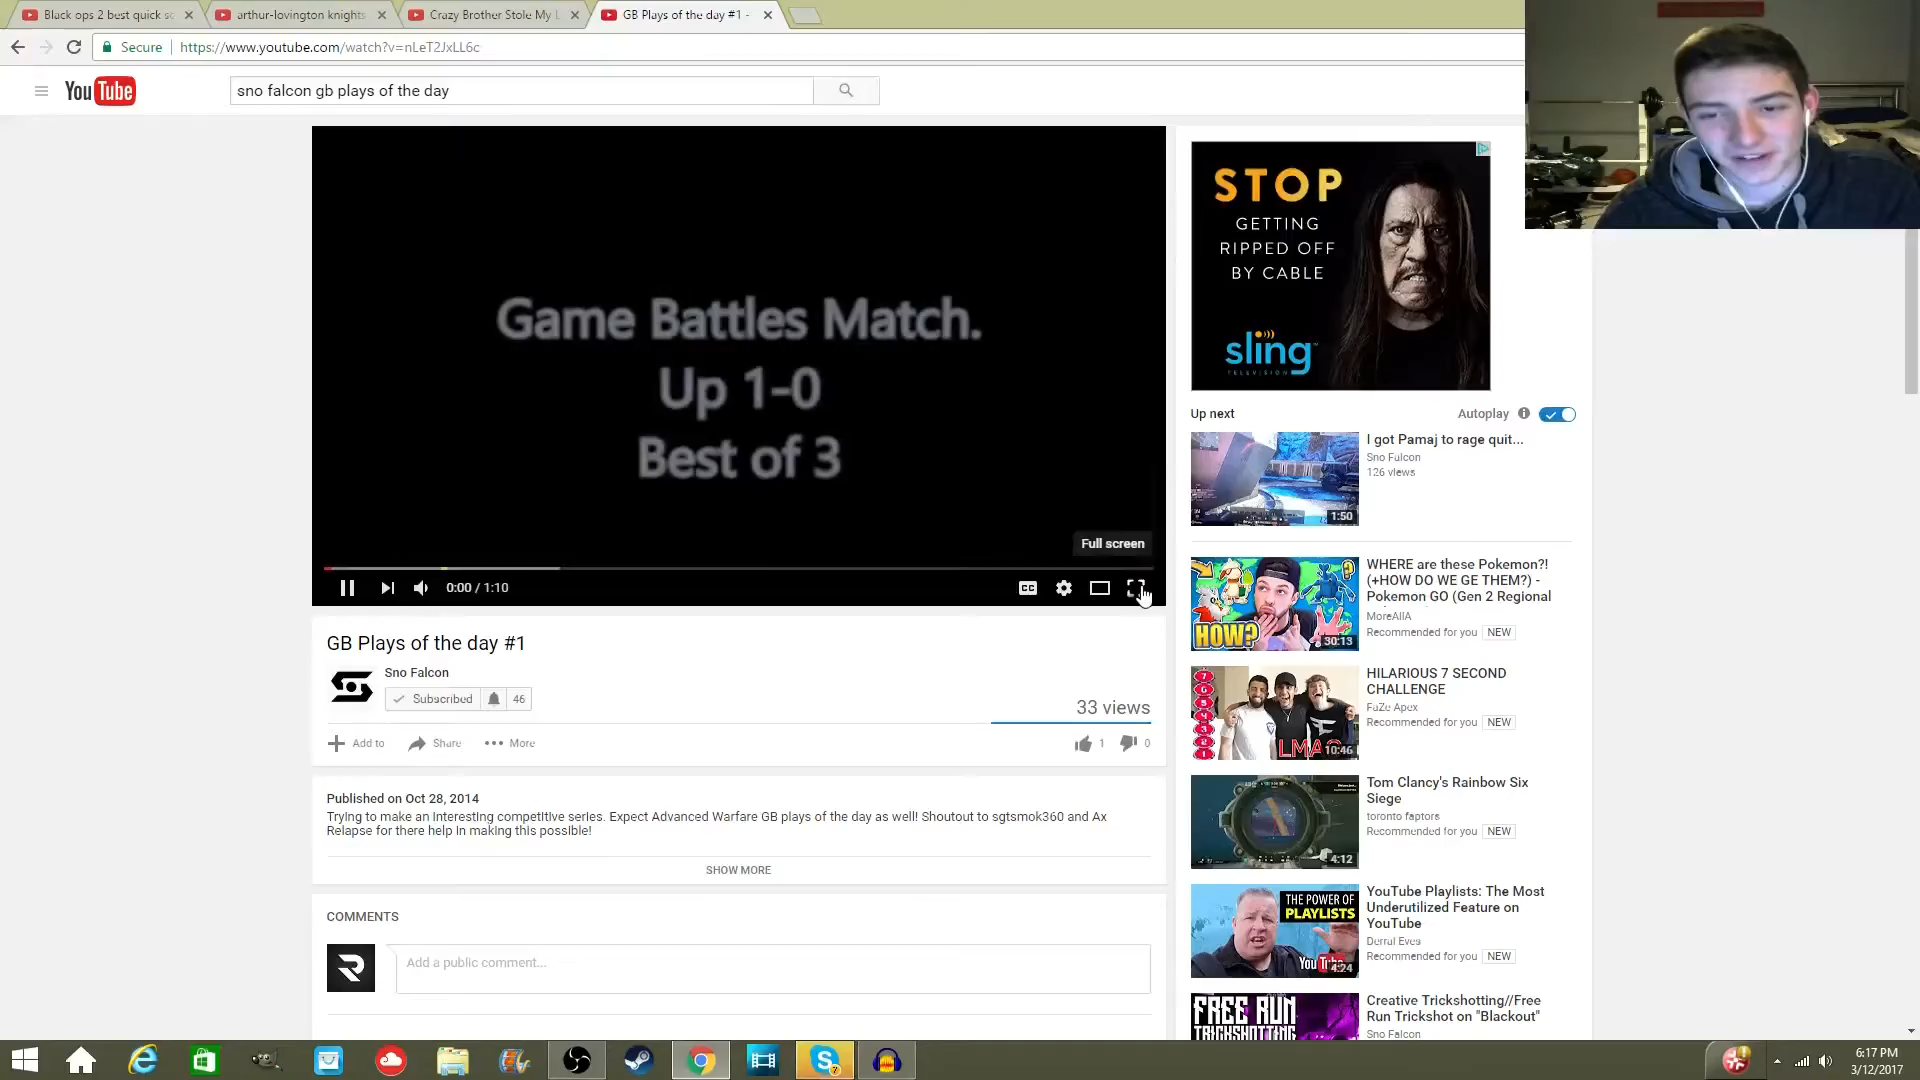 Black ops 2 best quick sc
arthur-lovington knights
Crazy Brother Stole My
GB Plays of the day #1 -
Secure
https://www.youtube.com/watch?v=nLeT2JxLL6c
YouTube
sno falcon gb plays of the day
Game Battles Match.
Up 1-0
Best of 3
Full screen
0:00 / 1:10
CC
GB Plays of the day #1
Sno Falcon
Subscribed
46
33 views
Add to
Share
More
1
0
Published on Oct 28, 2014
Trying to make an interesting competitive series. Expect Advanced Warfare GB plays of the day as well! Shoutout to sgtsmok360 and Ax
Relapse for there help in making this possible!
SHOW MORE
COMMENTS
Add a public comment...
STOP
GETTING
RIPPED OFF
BY CABLE
sling
TELEVISION
Up next
Autoplay
I got Pamaj to rage quit...
Sno Falcon
126 views
1:50
WHERE are these Pokemon?!
(+HOW DO WE GE THEM?) -
Pokemon GO (Gen 2 Regional
MoreAliA
Recommended for you
NEW
HOW?
30:13
HILARIOUS 7 SECOND
CHALLENGE
FaZe Apex
Recommended for you
NEW
LMAO
10:46
Tom Clancy's Rainbow Six
Siege
toronto faptors
Recommended for you
NEW
4:12
YouTube Playlists: The Most
Underutilized Feature on
YouTube
Derral Eves
Recommended for you
NEW
THE POWER OF
PLAYLISTS
4:24
Creative Trickshotting//Free
Run Trickshot on "Blackout"
Sno Falcon
FREE RUN
TRICKSHOTTING
6:17 PM
3/12/2017